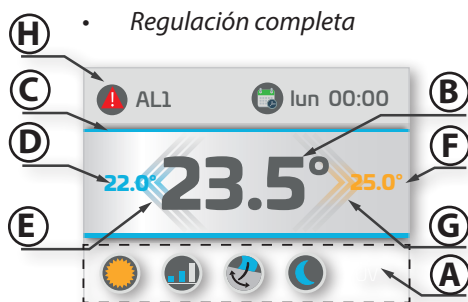 • Regulación completa
H
AL1 lun 00:00
C B
D F
22.0° 23.5° 25.0°
E G
A